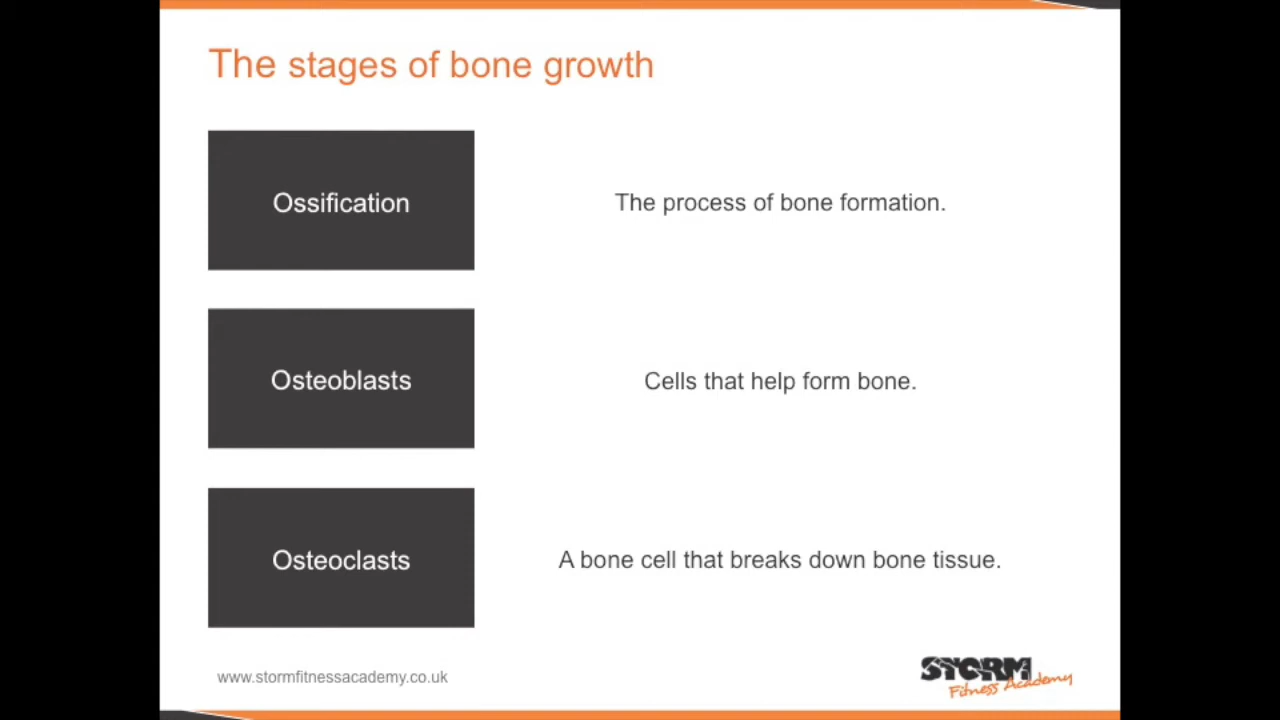 The stages of bone growth
Ossification
The process of bone formation.
Osteoblasts
Cells that help form bone.
Osteoclasts
A bone cell that breaks down bone tissue.
www.stormfitnessacademy.co.uk
STORM
Fitness Academy